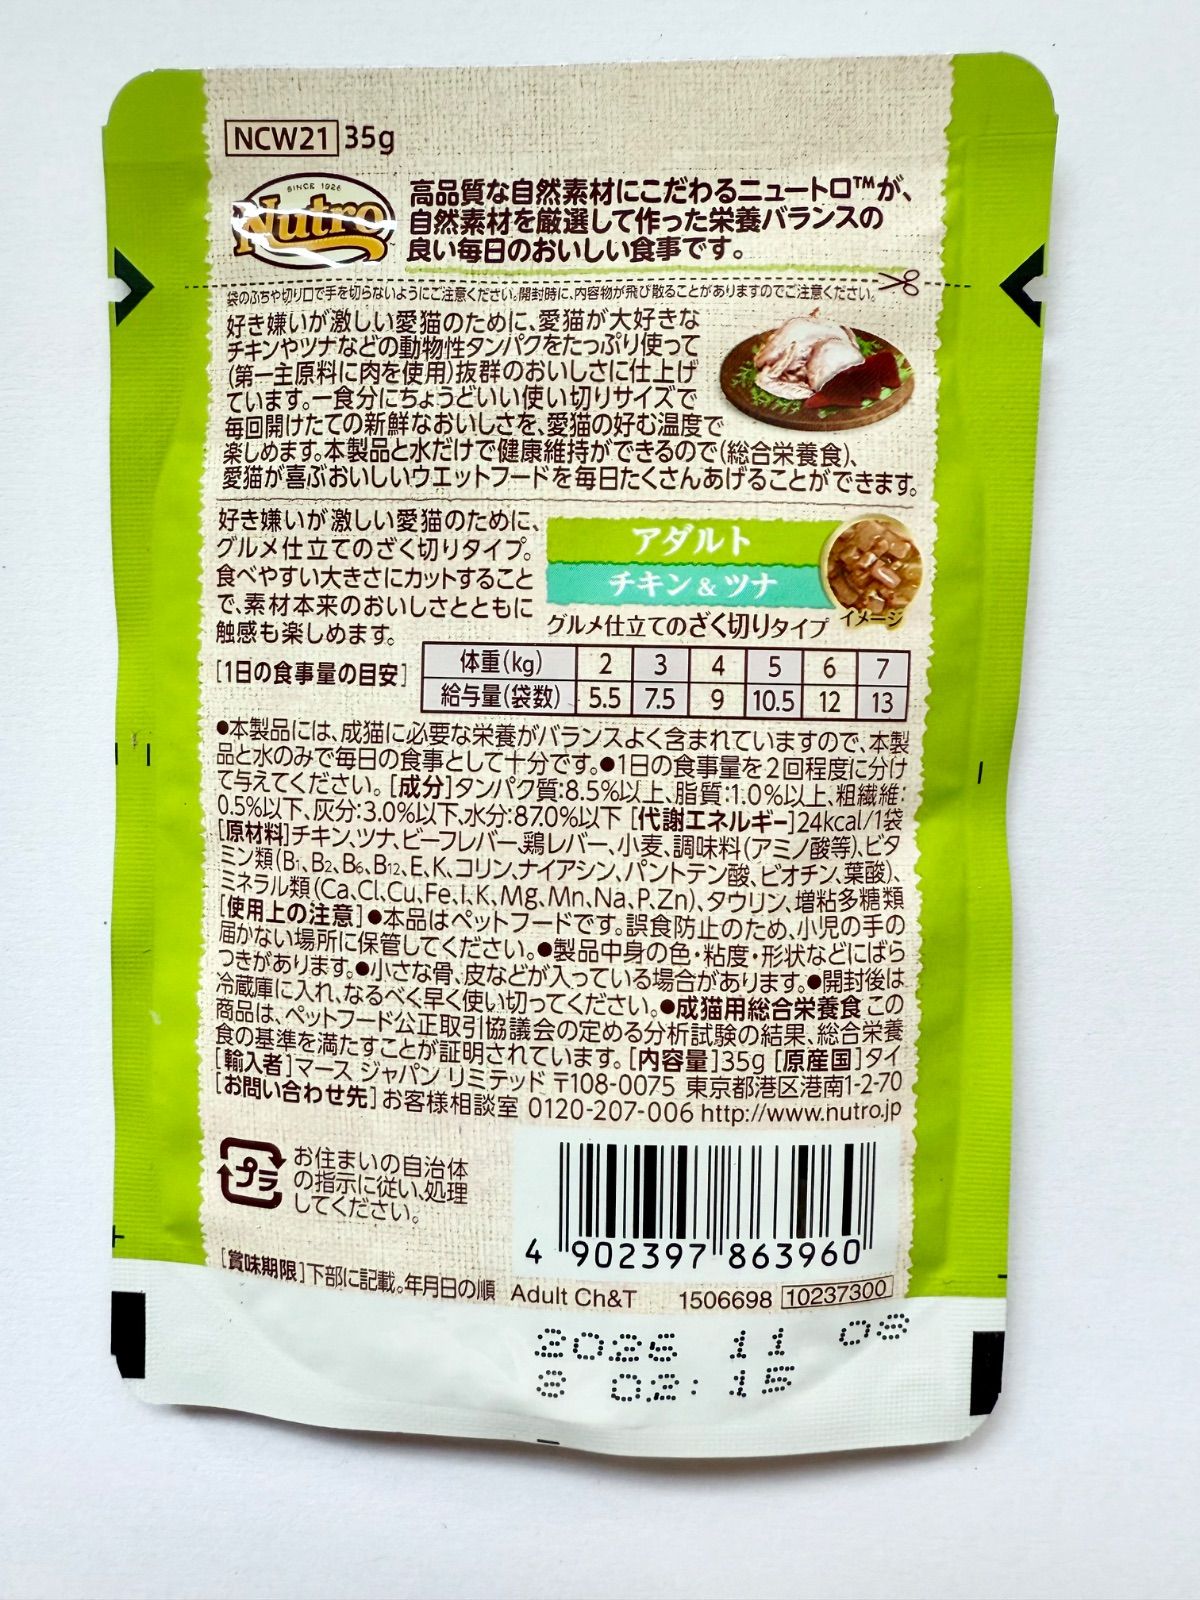 NCW21 35g
SINCE 1926
Nutro
高品質な自然素材にこだわるニュートロ™が、
自然素材を厳選して作った栄養バランスの
良い毎日のおいしい食事です。
袋のふちや切り口で手を切らないようにご注意ください。開封時に、内容物が飛び散ることがありますのでご注意ください。
好き嫌いが激しい愛猫のために、愛猫が大好きな
チキンやツナなどの動物性タンパクをたっぷり使って
(第一主原料に肉を使用)抜群のおいしさに仕上げ
ています。一食分にちょうどいい使い切りサイズで
毎回開けたての新鮮なおいしさを、愛猫の好む温度で
楽しめます。本製品と水だけで健康維持ができるので(総合栄養食)、
愛猫が喜ぶおいしいウエットフードを毎日たくさんあげることができます。
好き嫌いが激しい愛猫のために、
グルメ仕立てのざく切りタイプ。
食べやすい大きさにカットすること
で、素材本来のおいしさとともに
触感も楽しめます。
アダルト
チキン&ツナ
グルメ仕立てのざく切りタイプ
イメージ
[1日の食事量の目安]
体重(kg) 2 3 4 5 6 7
給与量(袋数) 5.5 7.5 9 10.5 12 13
●本製品には、成猫に必要な栄養がバランスよく含まれていますので、本製
品と水のみで毎日の食事として十分です。●1日の食事量を2回程度に分け
て与えてください。[成分]タンパク質:8.5%以上、脂質:1.0%以上、粗繊維:
0.5%以下、灰分:3.0%以下、水分:87.0%以下 [代謝エネルギー]24kcal/1袋
[原材料]チキン、ツナ、ビーフレバー、鶏レバー、小麦、調味料(アミノ酸等)、ビタ
ミン類(B1、B2、B6、B12、E、K、コリン、ナイアシン、パントテン酸、ビオチン、葉酸)、
ミネラル類(Ca、Cl、Cu、Fe、I、K、Mg、Mn、Na、P、Zn)、タウリン、増粘多糖類
[使用上の注意]●本品はペットフードです。誤食防止のため、小児の手の
届かない場所に保管してください。●製品中身の色・粘度・形状などにばら
つきがあります。●小さな骨、皮などが入っている場合があります。●開封後は
冷蔵庫に入れ、なるべく早く使い切ってください。●成猫用総合栄養食 この
商品は、ペットフード公正取引協議会の定める分析試験の結果、総合栄養
食の基準を満たすことが証明されています。[内容量]35g [原産国]タイ
[輸入者]マース ジャパン リミテッド 〒108-0075 東京都港区港南1-2-70
[お問い合わせ先]お客様相談室 0120-207-006 http://www.nutro.jp
プラ
お住まいの自治体
の指示に従い、処理
してください。
4 902397 863960
[賞味期限]下部に記載。年月日の順 Adult Ch&T 1506698 10237300
2026 11 08
8 02:15